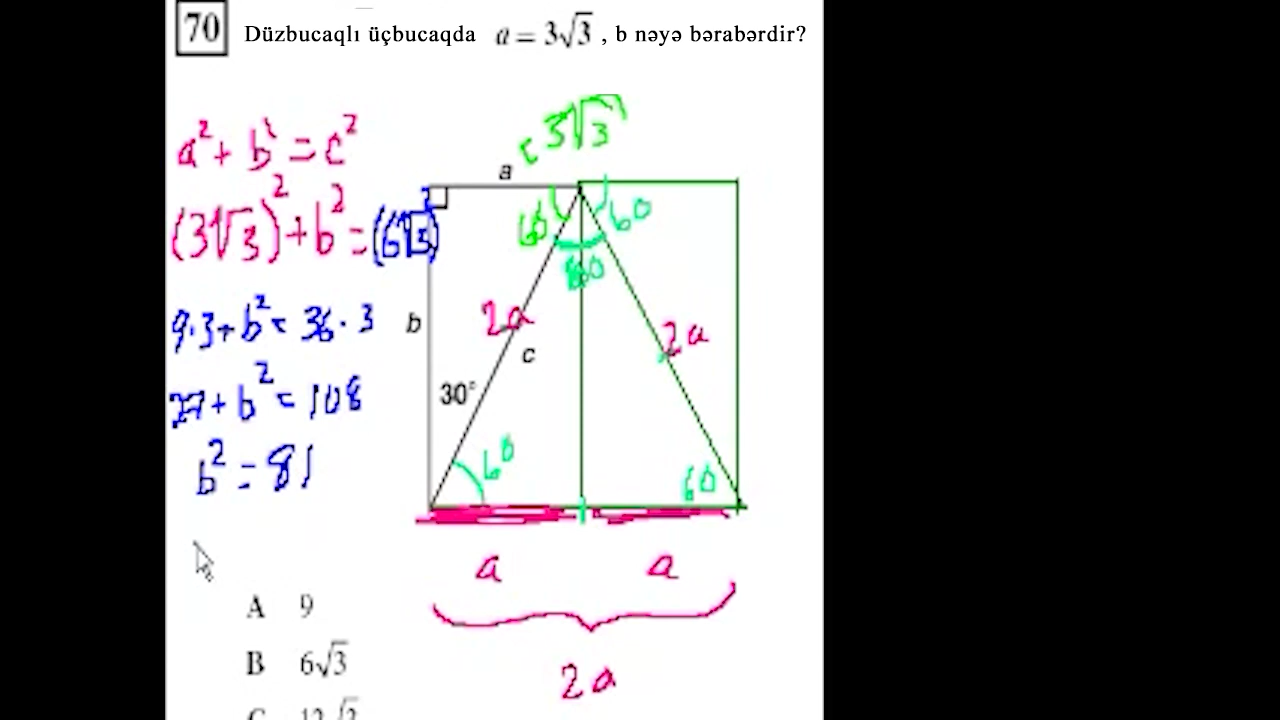 70 Düzbucaqlı üçbucaqda a = 3√3 , b nəyə bərabərdir?
= 3√3
a² + b² = c²
a
(3√3)² + b² = (6√3)²
60 60
60
9·3 + b² = 36·3
b
2a
2a
c
27 + b² = 108
30°
b² = 81
60
60
a a
A 9
B 6√3
2a